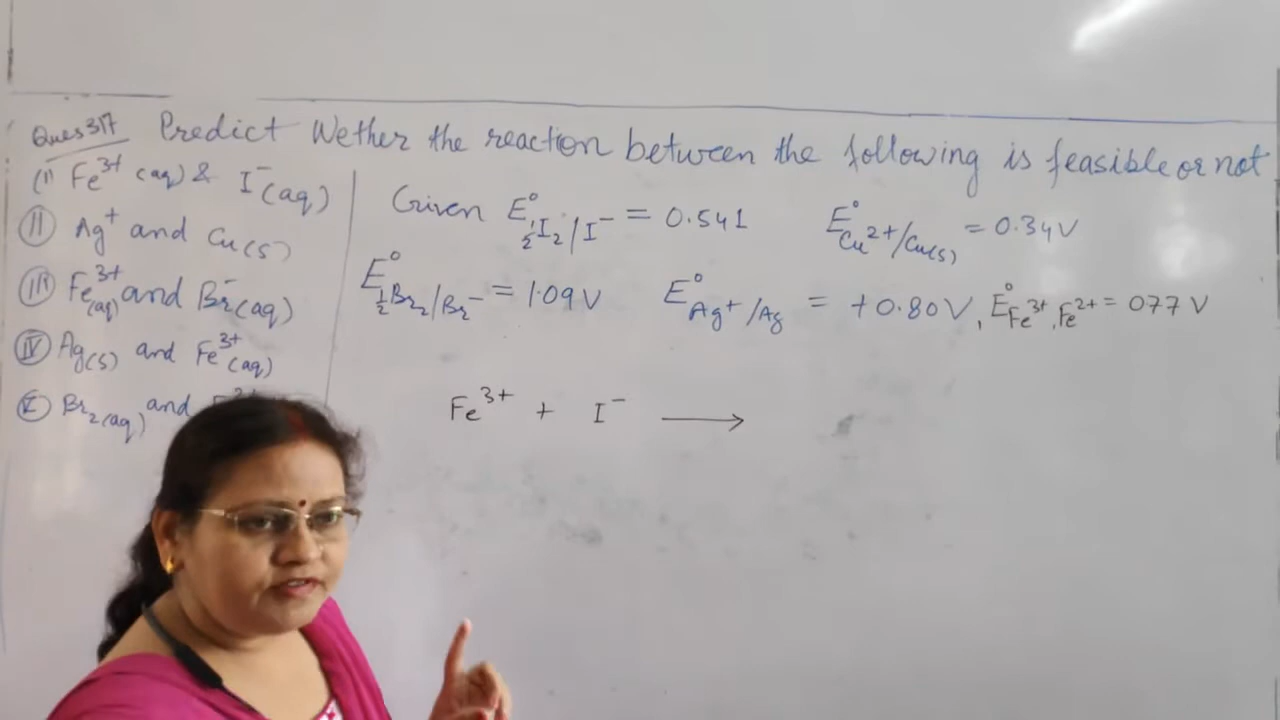 Ques 317 Predict Wether the reaction between the following is feasible or not
(I) Fe³⁺(aq) & I⁻(aq)
(II) Ag⁺ and Cu(s)
(III) Fe³⁺(aq) and Br⁻(aq)
(IV) Ag(s) and Fe³⁺(aq)
(V) Br₂(aq) and
Given E°½I₂/I⁻ = 0.541 E°Cu²⁺/Cu(s) = 0.34V
E°½Br₂/Br⁻ = 1.09V E°Ag⁺/Ag = +0.80V, E°Fe³⁺,Fe²⁺ = 077 V
Fe³⁺ + I⁻ ⟶